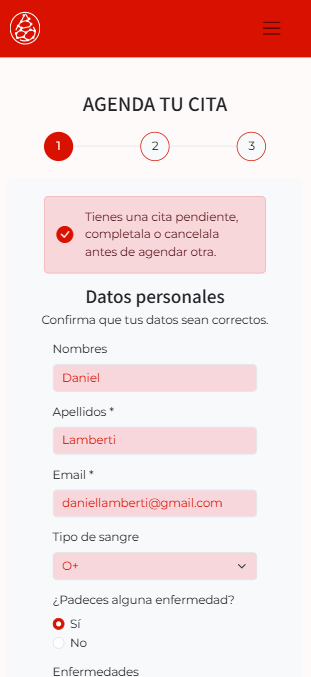 AGENDA TU CITA
1
2
3
Tienes una cita pendiente,
completala o cancelala
antes de agendar otra.
Datos personales
Confirma que tus datos sean correctos.
Nombres
Daniel
Apellidos *
Lamberti
Email *
daniellamberti@gmail.com
Tipo de sangre
O+
¿Padeces alguna enfermedad?
Sí
No
Enfermedades